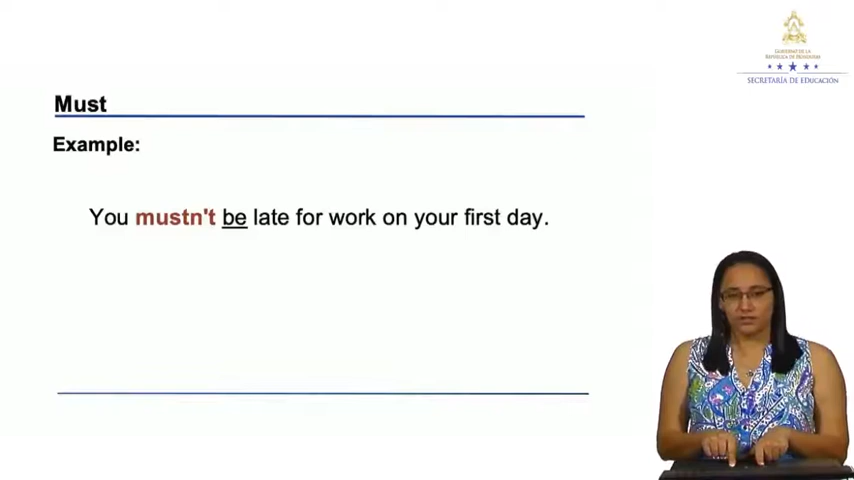 GOBIERNO DE LA
REPÚBLICA DE HONDURAS
SECRETARÍA DE EDUCACIÓN
Must
Example:
You mustn't be late for work on your first day.